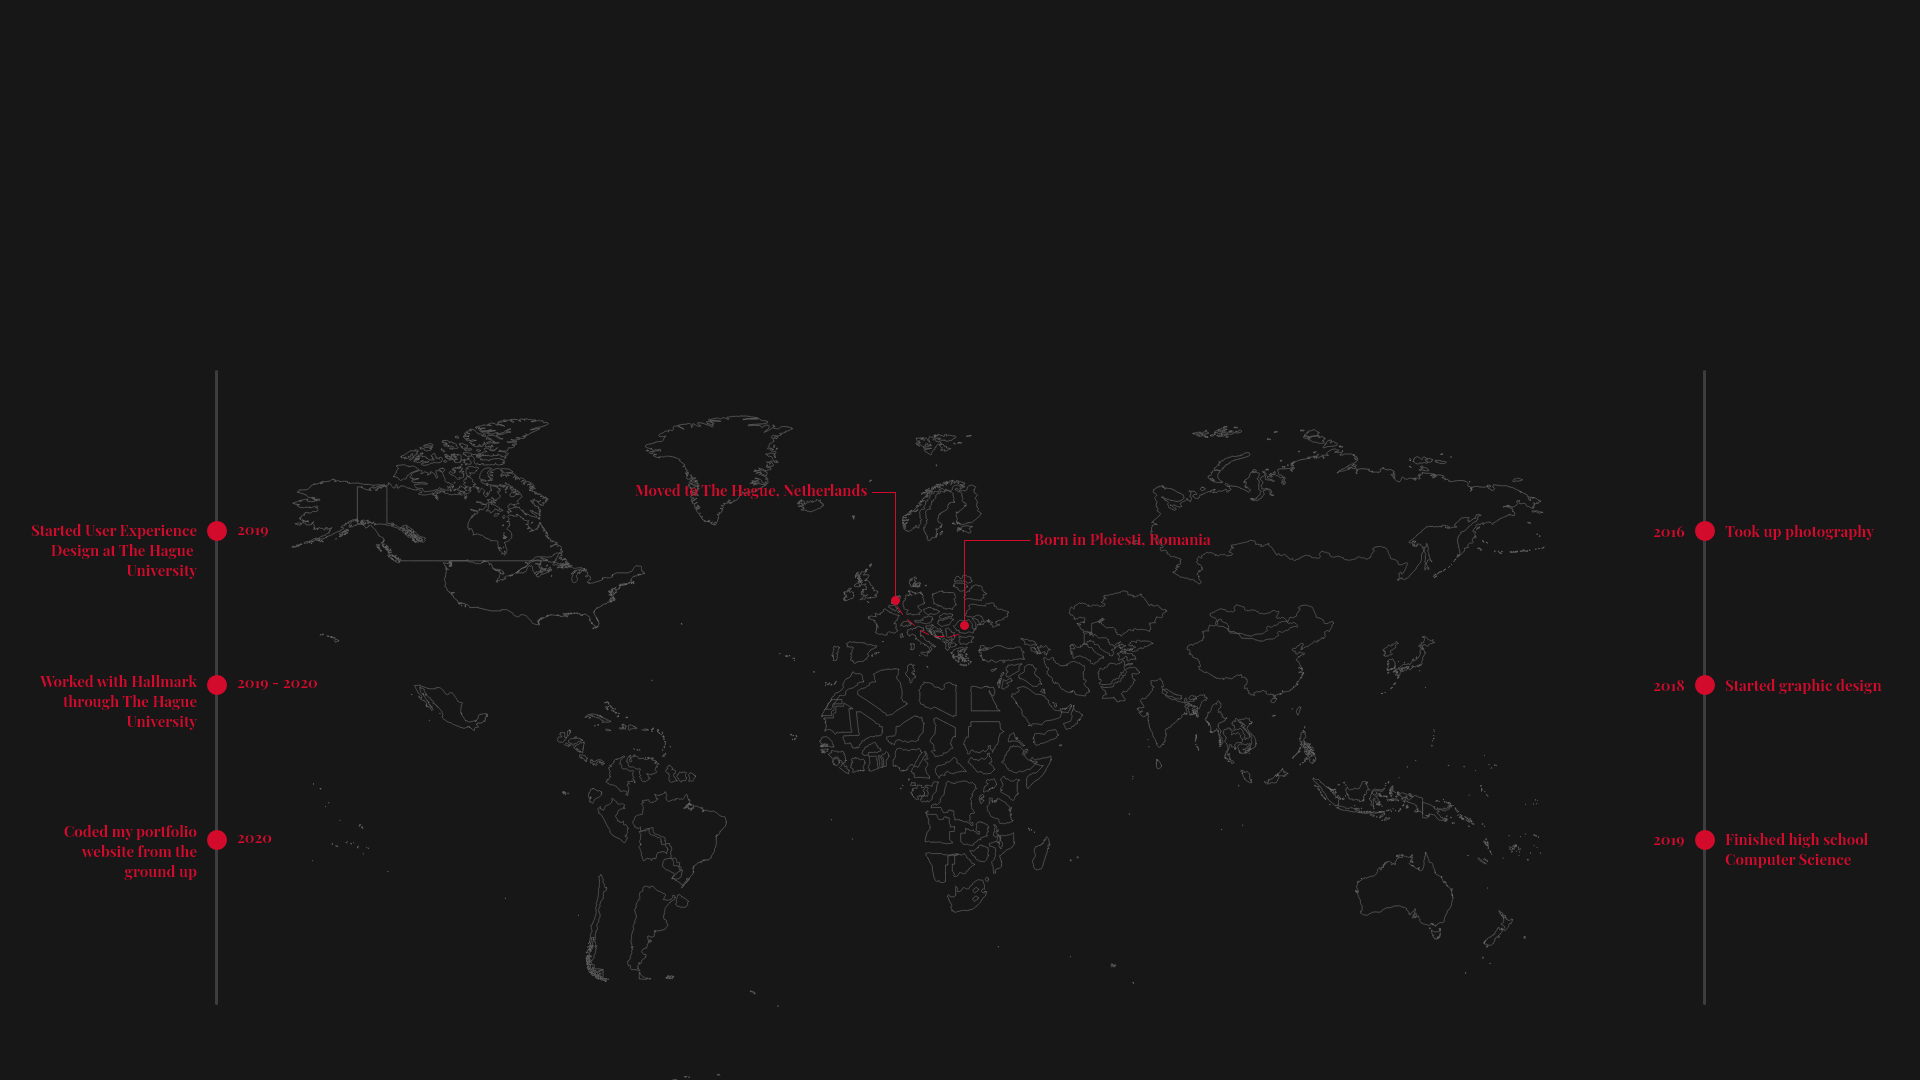 Moved to The Hague, Netherlands
Born in Ploiesti, Romania
Started User Experience
Design at The Hague
University
2019
Worked with Hallmark
through The Hague
University
2019 - 2020
Coded my portfolio
website from the
ground up
2020
2016
Took up photography
2018
Started graphic design
2019
Finished high school
Computer Science